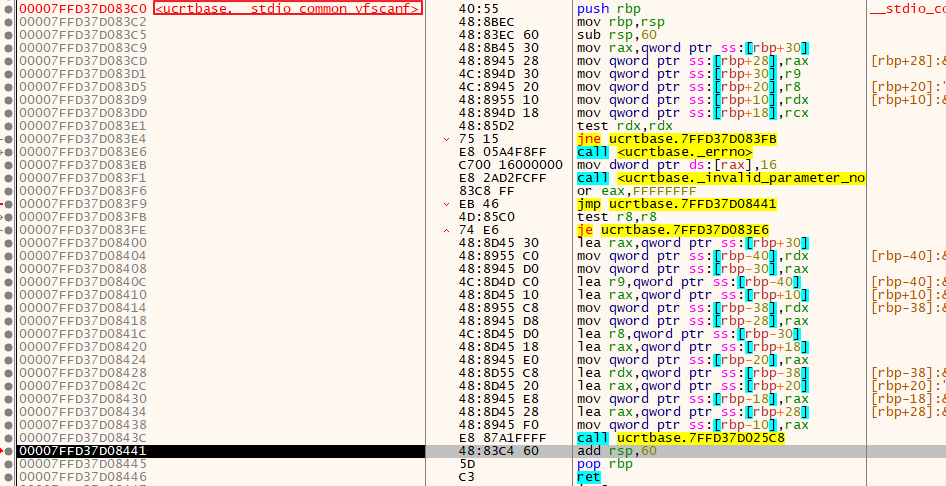 00007FFD37D083C0 <ucrtbase.__stdio_common_vfscanf> 40:55 push rbp __stdio_co
00007FFD37D083C2 48:8BEC mov rbp,rsp
00007FFD37D083C5 48:83EC 60 sub rsp,60
00007FFD37D083C9 48:8B45 30 mov rax,qword ptr ss:[rbp+30]
00007FFD37D083CD 48:8945 28 mov qword ptr ss:[rbp+28],rax [rbp+28]:&
00007FFD37D083D1 4C:894D 30 mov qword ptr ss:[rbp+30],r9
00007FFD37D083D5 4C:8945 20 mov qword ptr ss:[rbp+20],r8 [rbp+20]:"
00007FFD37D083D9 48:8955 10 mov qword ptr ss:[rbp+10],rdx [rbp+10]:&
00007FFD37D083DD 48:894D 18 mov qword ptr ss:[rbp+18],rcx
00007FFD37D083E1 48:85D2 test rdx,rdx
00007FFD37D083E4 75 15 jne ucrtbase.7FFD37D083FB
00007FFD37D083E6 E8 05A4F8FF call <ucrtbase._errno>
00007FFD37D083EB C700 16000000 mov dword ptr ds:[rax],16
00007FFD37D083F1 E8 2AD2FCFF call <ucrtbase._invalid_parameter_no
00007FFD37D083F6 83C8 FF or eax,FFFFFFFF
00007FFD37D083F9 EB 46 jmp ucrtbase.7FFD37D08441
00007FFD37D083FB 4D:85C0 test r8,r8
00007FFD37D083FE 74 E6 je ucrtbase.7FFD37D083E6
00007FFD37D08400 48:8D45 30 lea rax,qword ptr ss:[rbp+30]
00007FFD37D08404 48:8955 C0 mov qword ptr ss:[rbp-40],rdx [rbp-40]:&
00007FFD37D08408 48:8945 D0 mov qword ptr ss:[rbp-30],rax
00007FFD37D0840C 4C:8D4D C0 lea r9,qword ptr ss:[rbp-40] [rbp-40]:&
00007FFD37D08410 48:8D45 10 lea rax,qword ptr ss:[rbp+10] [rbp+10]:&
00007FFD37D08414 48:8955 C8 mov qword ptr ss:[rbp-38],rdx [rbp-38]:&
00007FFD37D08418 48:8945 D8 mov qword ptr ss:[rbp-28],rax
00007FFD37D0841C 4C:8D45 D0 lea r8,qword ptr ss:[rbp-30]
00007FFD37D08420 48:8D45 18 lea rax,qword ptr ss:[rbp+18]
00007FFD37D08424 48:8945 E0 mov qword ptr ss:[rbp-20],rax
00007FFD37D08428 48:8D55 C8 lea rdx,qword ptr ss:[rbp-38] [rbp-38]:&
00007FFD37D0842C 48:8D45 20 lea rax,qword ptr ss:[rbp+20] [rbp+20]:"
00007FFD37D08430 48:8945 E8 mov qword ptr ss:[rbp-18],rax [rbp-18]:&
00007FFD37D08434 48:8D45 28 lea rax,qword ptr ss:[rbp+28] [rbp+28]:&
00007FFD37D08438 48:8945 F0 mov qword ptr ss:[rbp-10],rax
00007FFD37D0843C E8 87A1FFFF call ucrtbase.7FFD37D025C8
00007FFD37D08441 48:83C4 60 add rsp,60
00007FFD37D08445 5D pop rbp
00007FFD37D08446 C3 ret